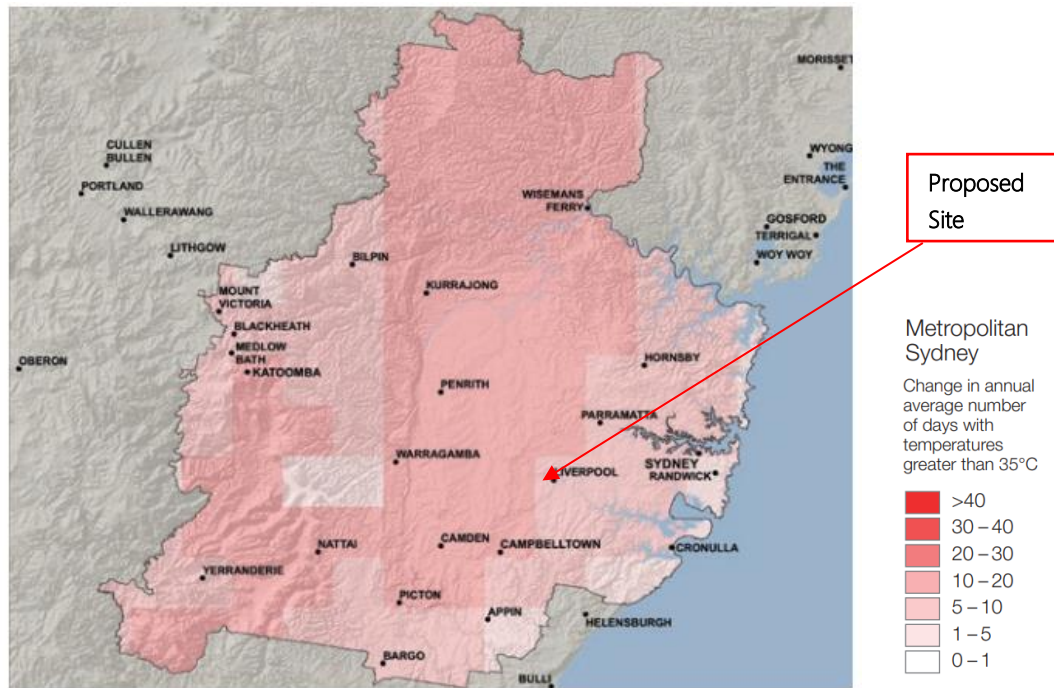 MORISSET
CULLEN
BULLEN
WYONG
THE
ENTRANCE
PORTLAND
WISEMANS
FERRY
WALLERAWANG
GOSFORD
TERRIGAL
LITHGOW
BILPIN
WOY WOY
KURRAJONG
MOUNT
VICTORIA
BLACKHEATH
MEDLOW
BATH
KATOOMBA
OBERON
HORNSBY
PENRITH
PARRAMATTA
WARRAGAMBA
LIVERPOOL
SYDNEY
RANDWICK
NATTAI
CAMDEN
CAMPBELLTOWN
CRONULLA
YERRANDERIE
PICTON
APPIN
HELENSBURGH
BARGO
BULLI
Proposed
Site
Metropolitan
Sydney
Change in annual
average number
of days with
temperatures
greater than 35°C
>40
30 – 40
20 – 30
10 – 20
5 – 10
1 – 5
0 – 1